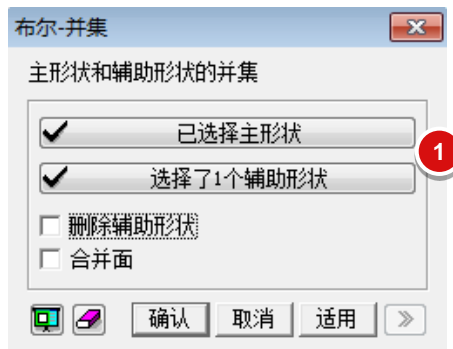 布尔-并集
主形状和辅助形状的并集
已选择主形状
1
选择了1个辅助形状
删除辅助形状
合并面
确认 取消 适用